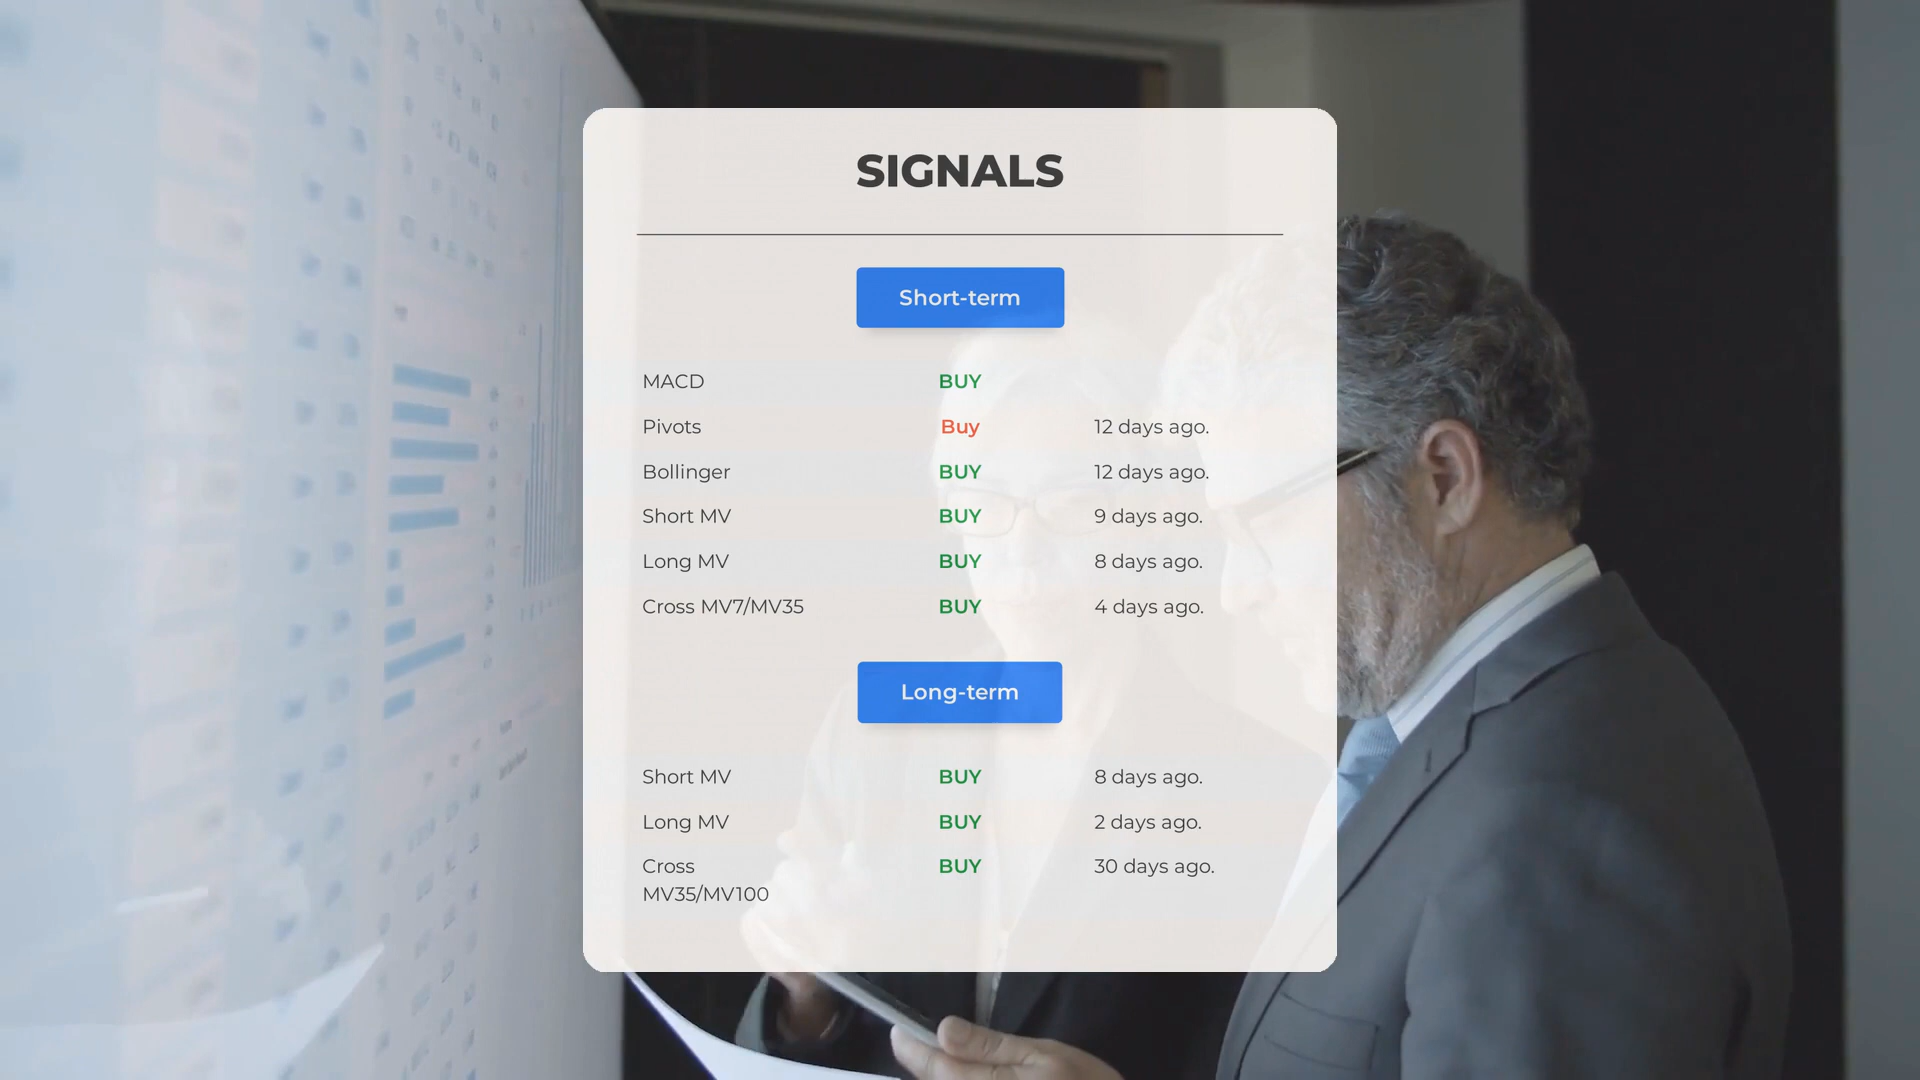 SIGNALS
Short-term
MACD BUY
Pivots Buy 12 days ago.
Bollinger BUY 12 days ago.
Short MV BUY 9 days ago.
Long MV BUY 8 days ago.
Cross MV7/MV35 BUY 4 days ago.
Long-term
Short MV BUY 8 days ago.
Long MV BUY 2 days ago.
Cross BUY 30 days ago.
MV35/MV100